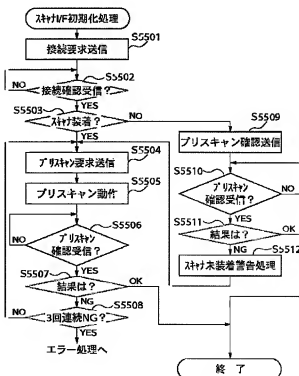 スキャナI/F初期化処理
S5501
接続要求送信
S5502
接続確認受信?
NO
YES
S5503
スキャナ装着?
NO
YES
S5504
プリスキャン要求送信
S5505
プリスキャン動作
S5506
プリスキャン
確認受信?
NO
YES
S5507
結果は?
OK
NG
S5508
3回連続NG?
NO
YES
エラー処理へ
S5509
プリスキャン確認送信
S5510
プリスキャン
確認受信?
NO
YES
S5511
結果は?
OK
NG
S5512
スキャナ未装着警告処理
終了